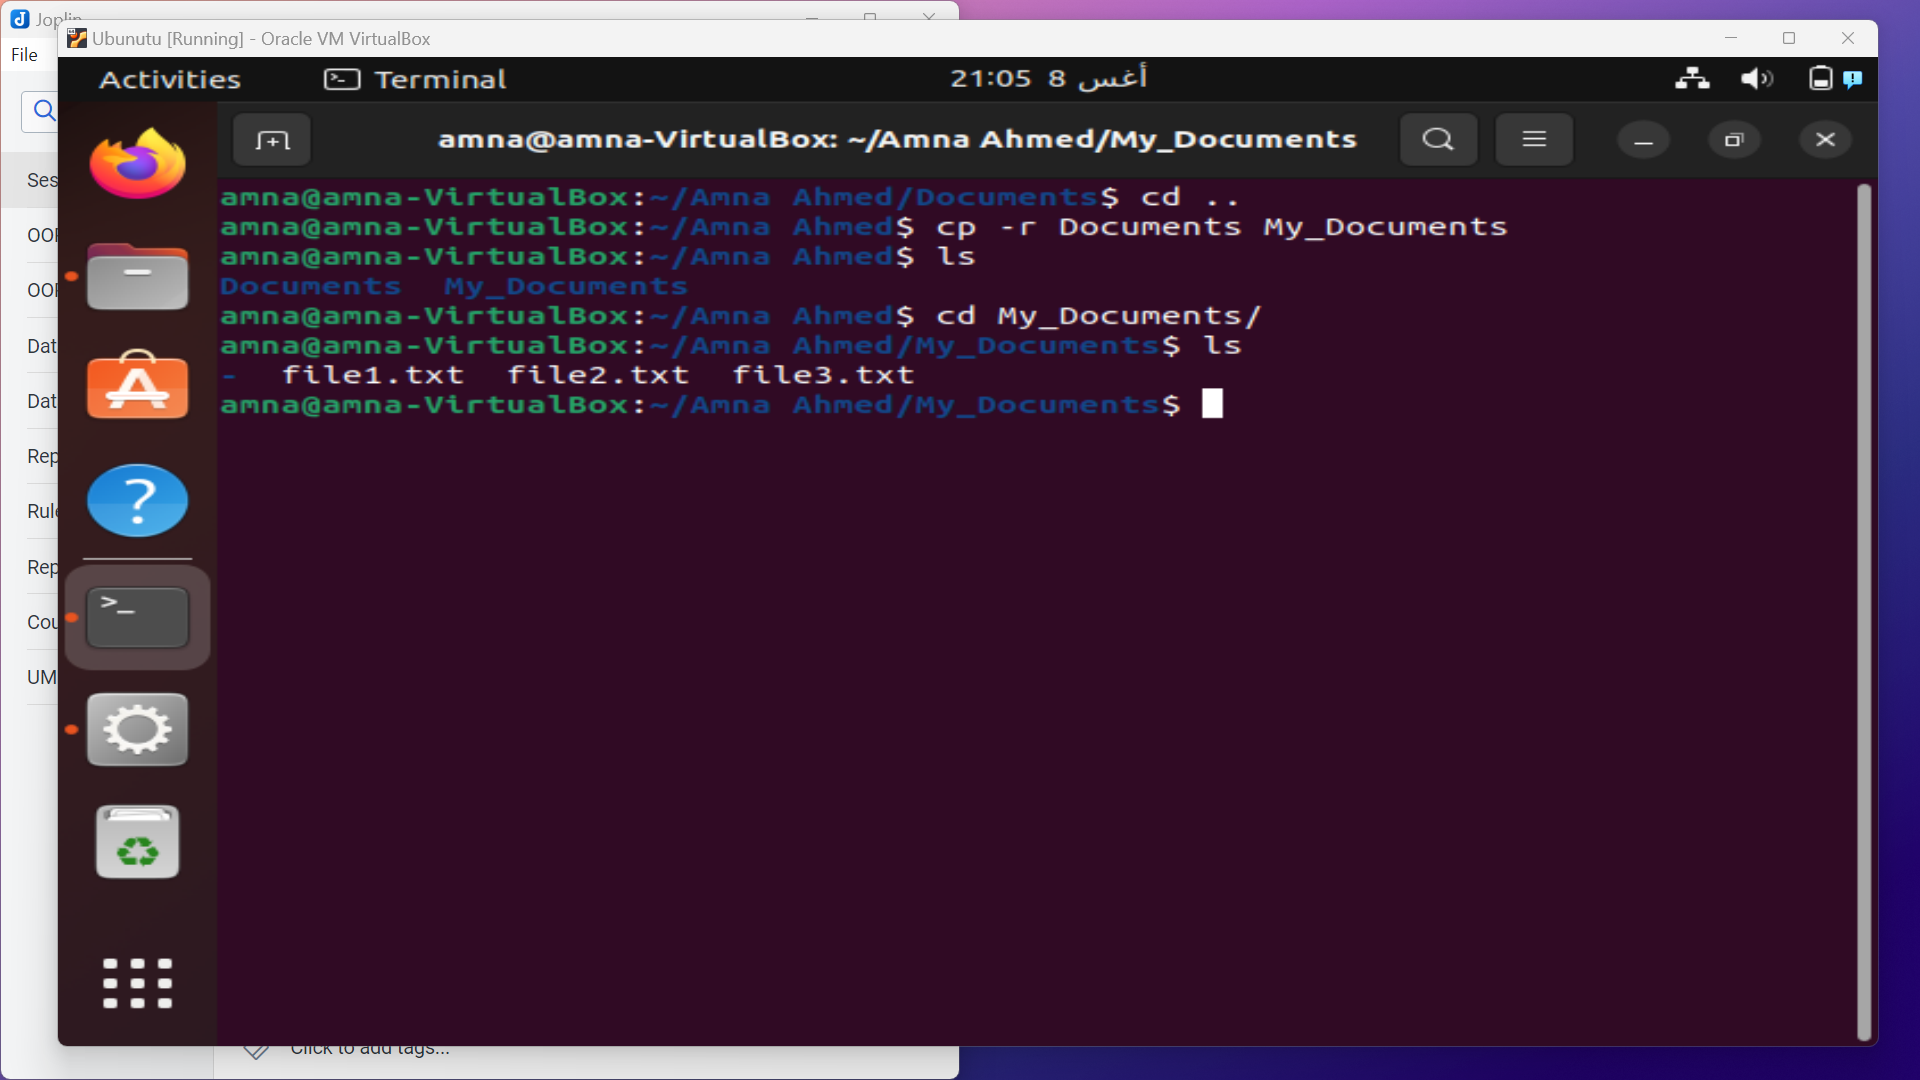 Joplin
Ubunutu [Running] - Oracle VM VirtualBox
File
Activities
Terminal
21:05 8 أغس
amna@amna-VirtualBox: ~/Amna Ahmed/My_Documents
amna@amna-VirtualBox:~/Amna Ahmed/Documents$ cd ..
amna@amna-VirtualBox:~/Amna Ahmed$ cp -r Documents My_Documents
amna@amna-VirtualBox:~/Amna Ahmed$ ls
Documents My_Documents
amna@amna-VirtualBox:~/Amna Ahmed$ cd My_Documents/
amna@amna-VirtualBox:~/Amna Ahmed/My_Documents$ ls
- file1.txt file2.txt file3.txt
amna@amna-VirtualBox:~/Amna Ahmed/My_Documents$
Ses
Dat
Dat
Rep
Rule
Rep
Cou
UM
Click to add tags...